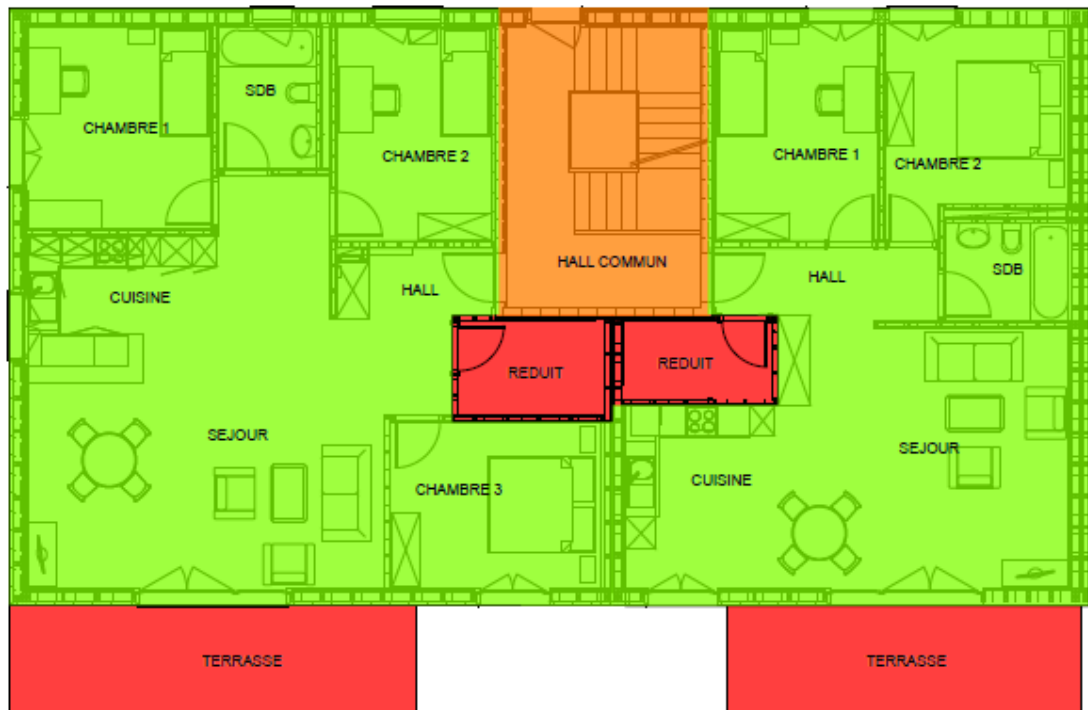 SDB
CHAMBRE 1
CHAMBRE 2
CHAMBRE 1
CHAMBRE 2
HALL COMMUN
SDB
HALL
HALL
CUISINE
REDUIT
REDUIT
SEJOUR
SEJOUR
CUISINE
CHAMBRE 3
TERRASSE
TERRASSE